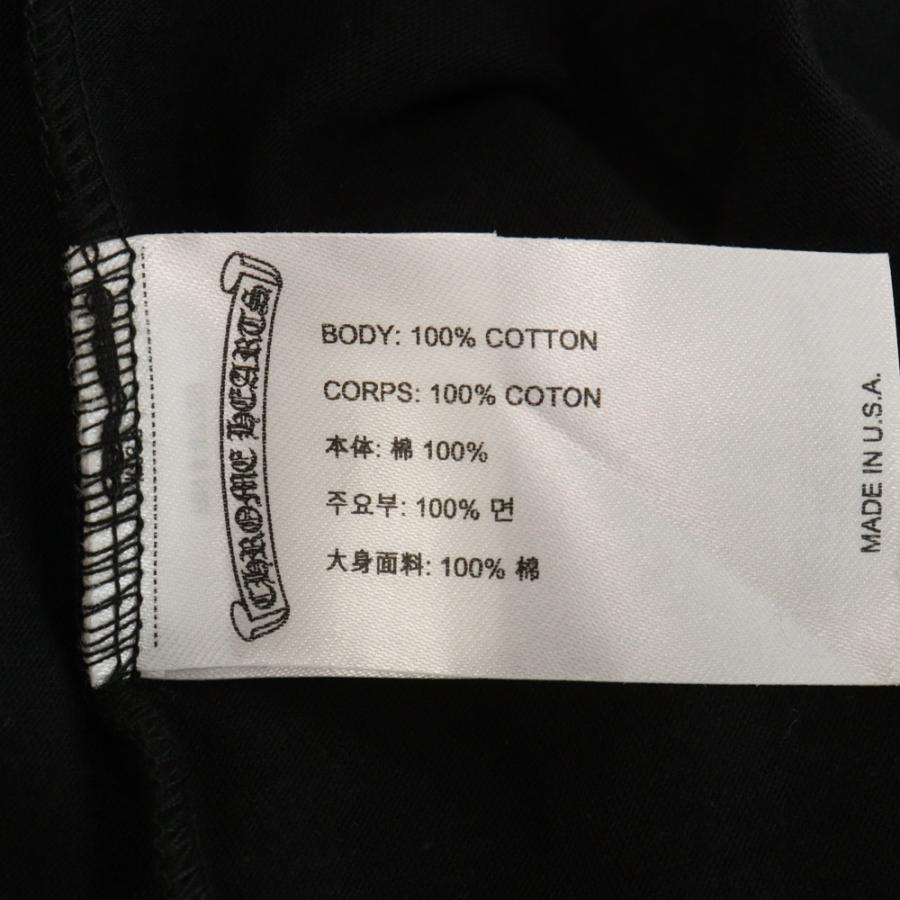 CHROME HEARTS
BODY: 100% COTTON
CORPS: 100% COTON
本体: 棉 100%
주요부: 100% 면
大身面料: 100% 棉
MADE IN U.S.A.